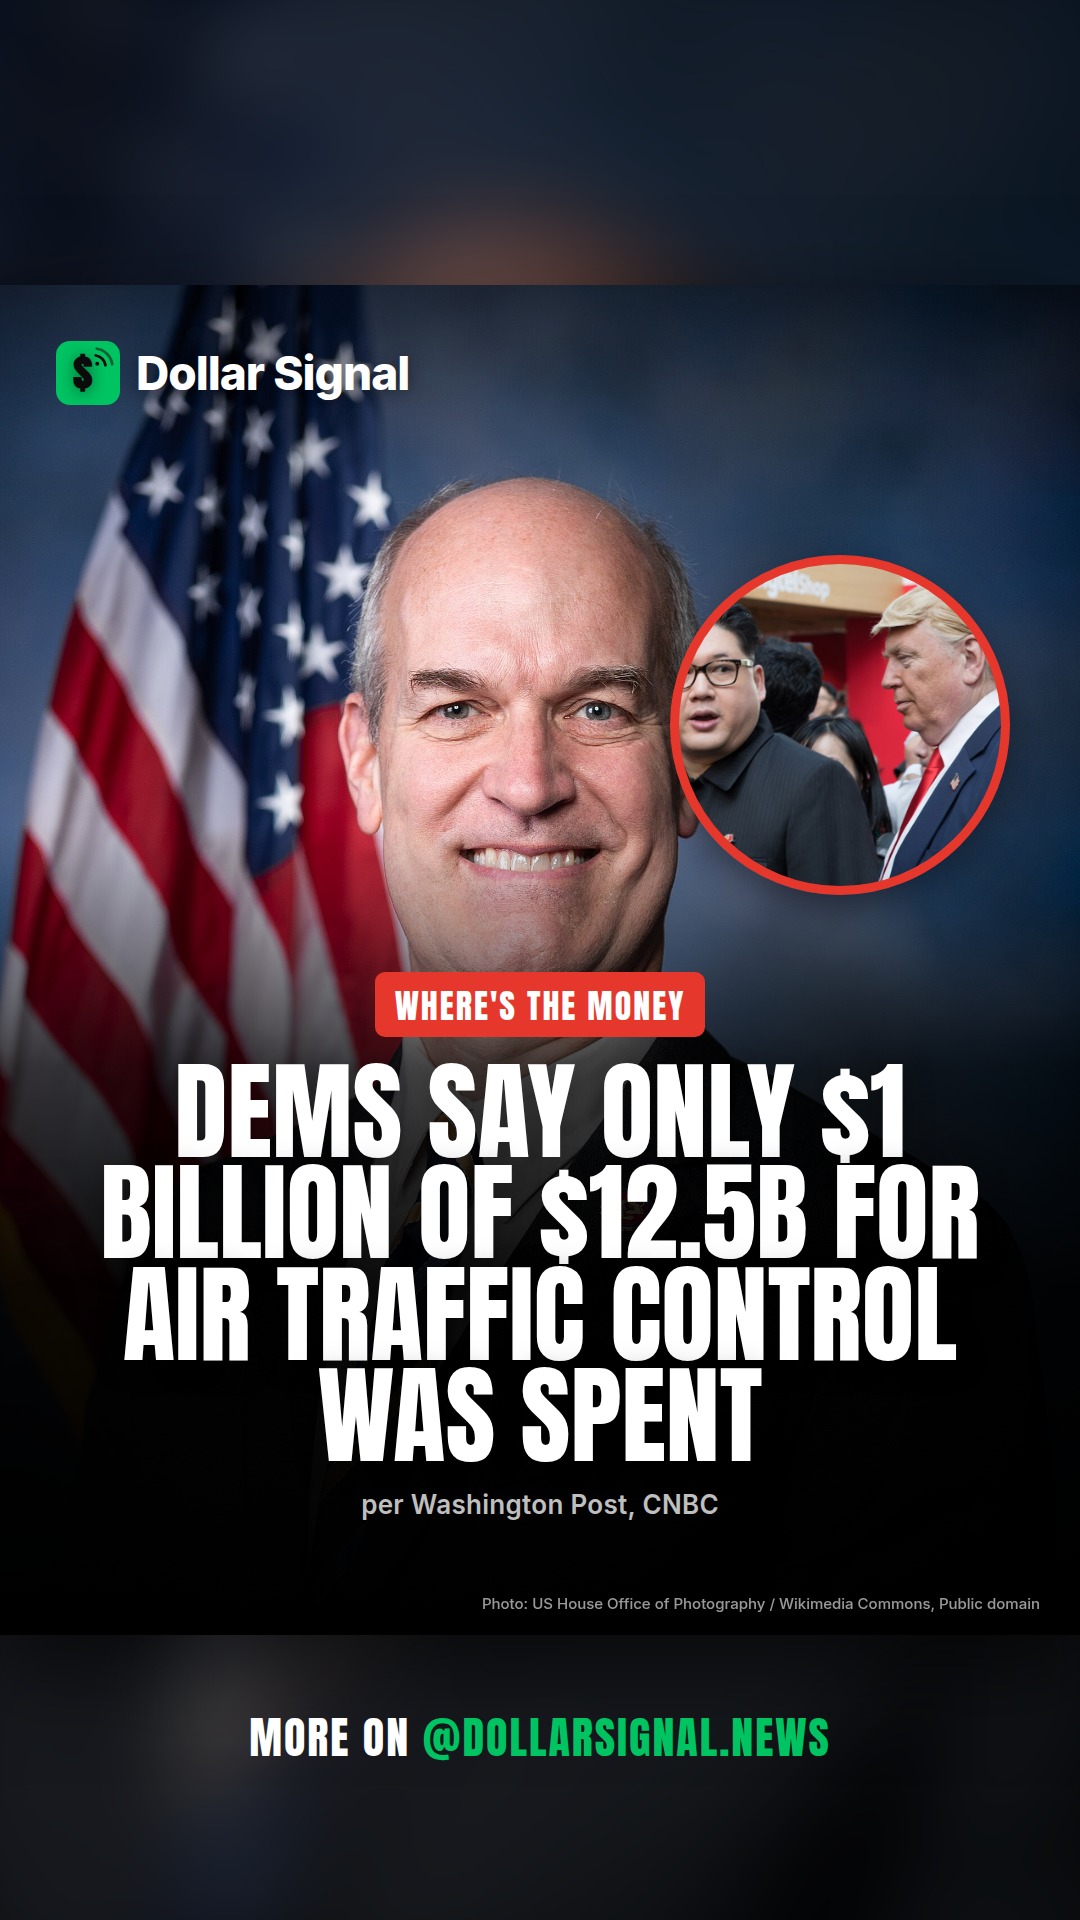 Dollar Signal
WHERE'S THE MONEY
DEMS SAY ONLY $1
BILLION OF $12.5B FOR
AIR TRAFFIC CONTROL
WAS SPENT
per Washington Post, CNBC
Photo: US House Office of Photography / Wikimedia Commons, Public domain
MORE ON @DOLLARSIGNAL.NEWS